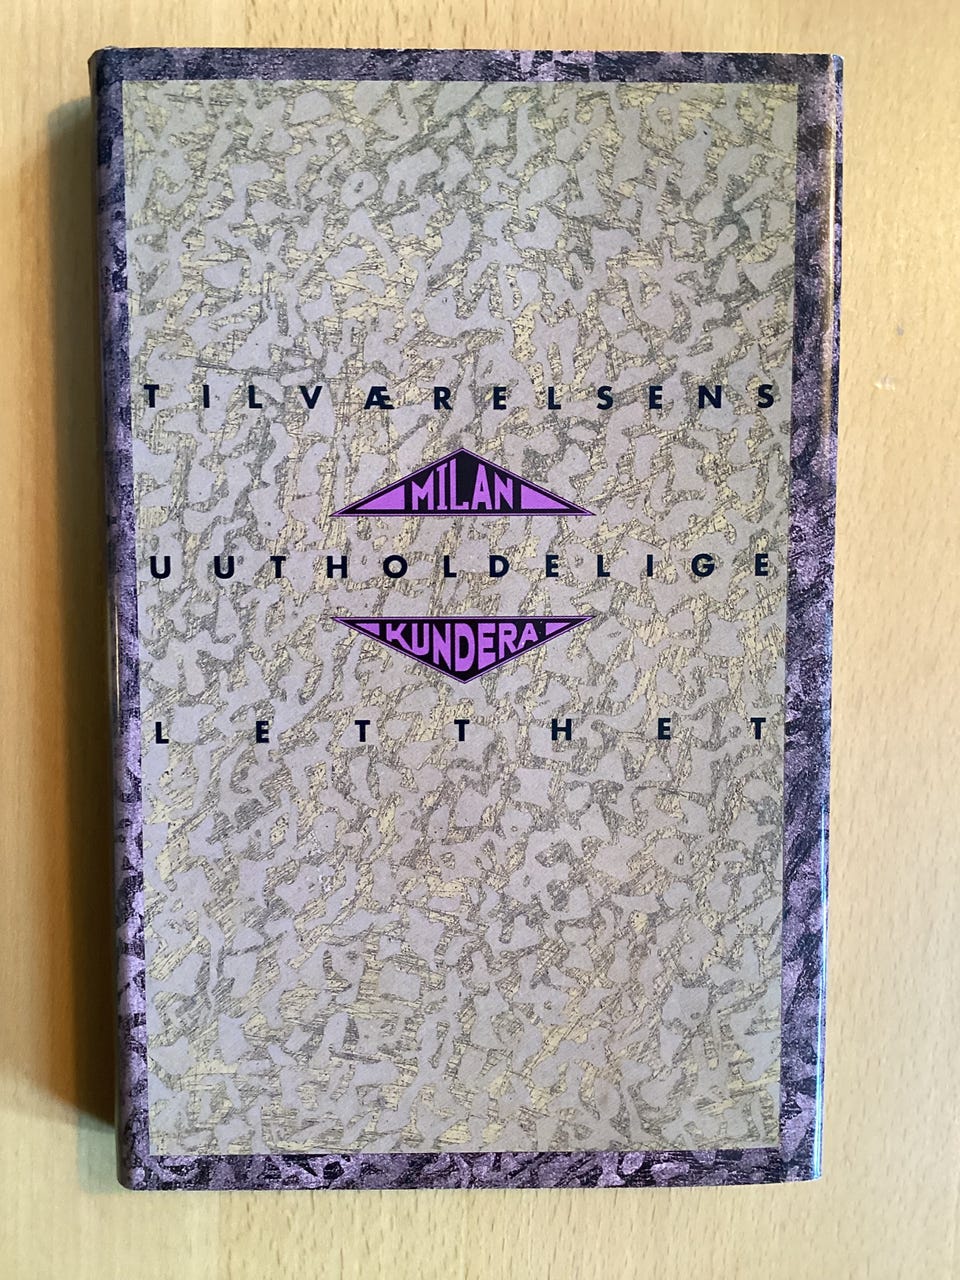 TILVÆRELSENS
MILAN
UUTHOLDELIGE
KUNDERA
LETTHET